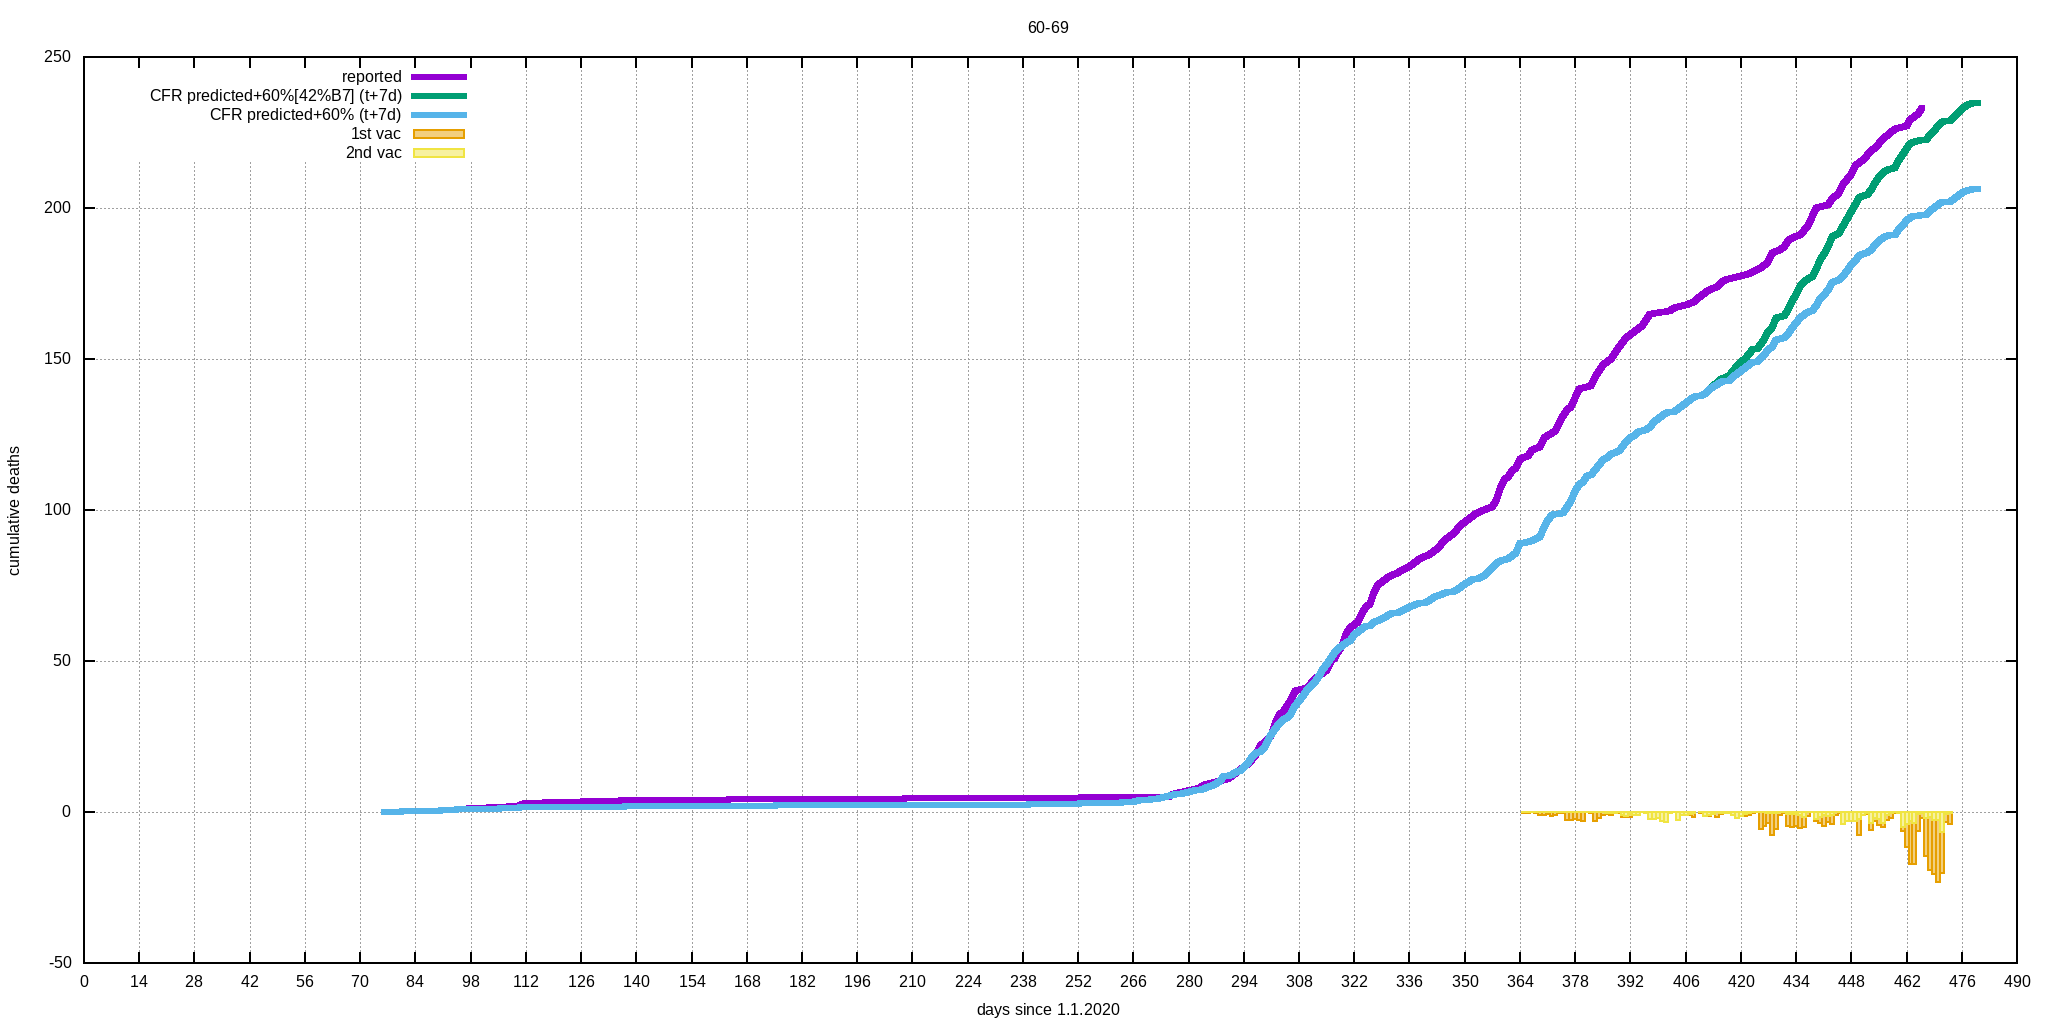 60-69
250
200
150
100
50
0
-50
reported
CFR predicted+60%[42%B7] (t+7d)
CFR predicted+60% (t+7d)
1st vac
2nd vac
cumulative deaths
0 14 28 42 56 70 84 98 112 126 140 154 168 182 196 210 224 238 252 266 280 294 308 322 336 350 364 378 392 406 420 434 448 462 476 490
days since 1.1.2020